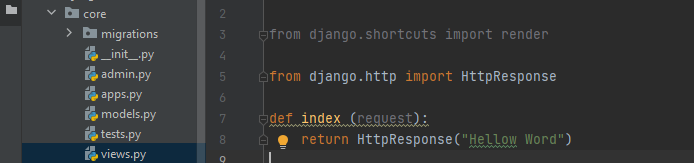 core
migrations
__init__.py
admin.py
apps.py
models.py
tests.py
views.py
2
3 from django.shortcuts import render
4
5 from django.http import HttpResponse
6
7 def index (request):
8 return HttpResponse("Hellow Word")
9